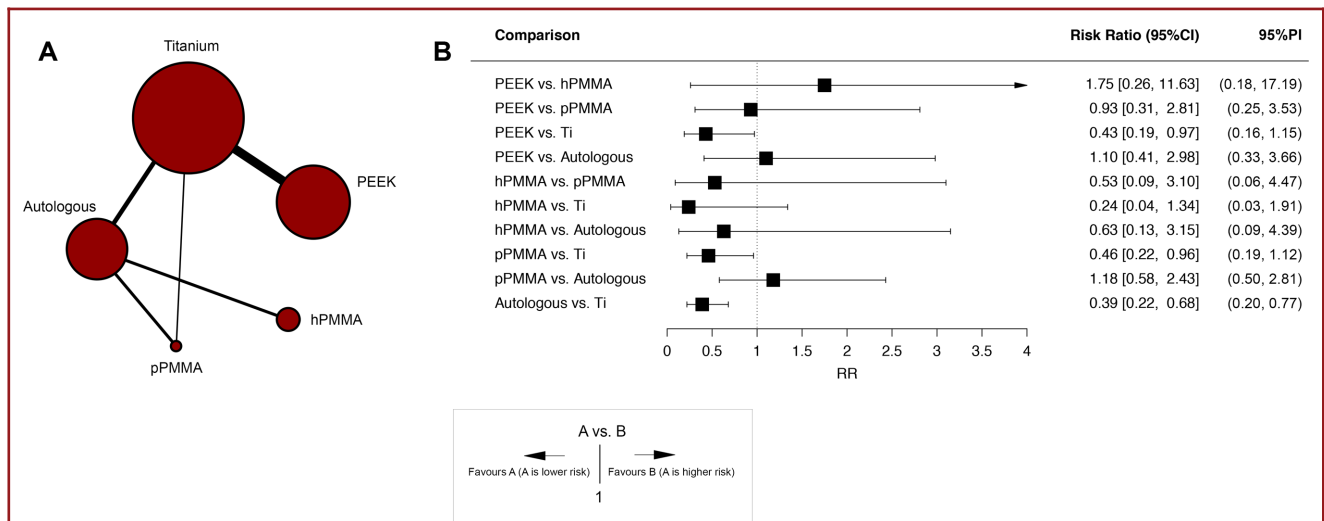 A
Titanium
PEEK
Autologous
hPMMA
pPMMA
B
Comparison Risk Ratio (95%CI) 95%PI
PEEK vs. hPMMA 1.75 [0.26, 11.63] (0.18, 17.19)
PEEK vs. pPMMA 0.93 [0.31, 2.81] (0.25, 3.53)
PEEK vs. Ti 0.43 [0.19, 0.97] (0.16, 1.15)
PEEK vs. Autologous 1.10 [0.41, 2.98] (0.33, 3.66)
hPMMA vs. pPMMA 0.53 [0.09, 3.10] (0.06, 4.47)
hPMMA vs. Ti 0.24 [0.04, 1.34] (0.03, 1.91)
hPMMA vs. Autologous 0.63 [0.13, 3.15] (0.09, 4.39)
pPMMA vs. Ti 0.46 [0.22, 0.96] (0.19, 1.12)
pPMMA vs. Autologous 1.18 [0.58, 2.43] (0.50, 2.81)
Autologous vs. Ti 0.39 [0.22, 0.68] (0.20, 0.77)
0 0.5 1 1.5 2 2.5 3 3.5 4
RR
A vs. B
Favours A (A is lower risk) Favours B (A is higher risk)
1